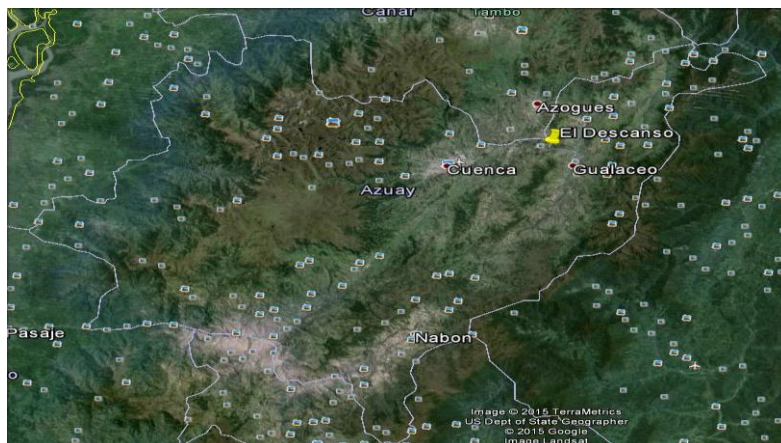 Cañar
Tambo
Azogues
El Descanso
Cuenca
Gualaceo
Azuay
Pasaje
Nabon
o
Image © 2015 TerraMetrics
US Dept of State Geographer
© 2015 Google
Image Landsat